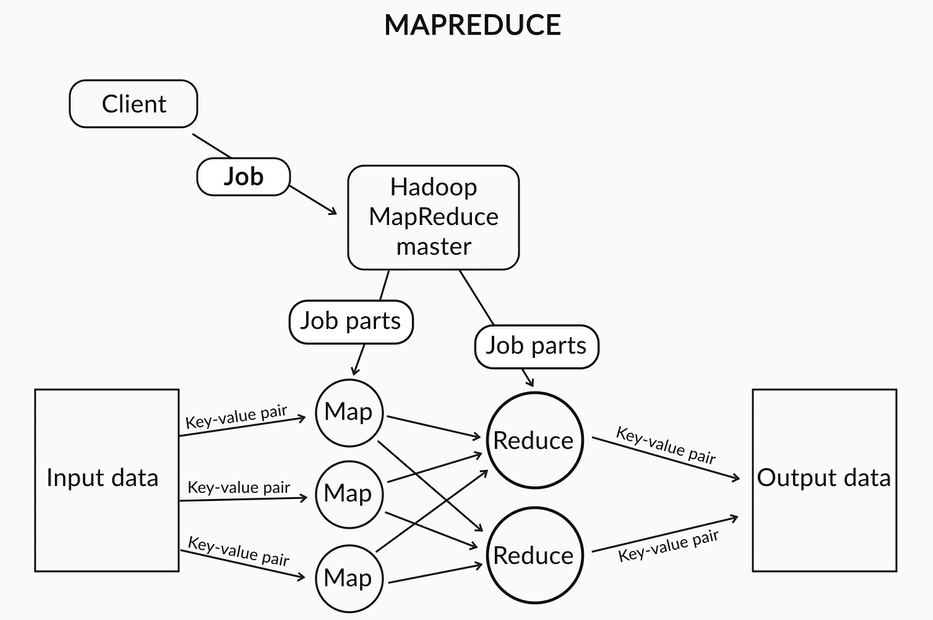 MAPREDUCE
Client
Job
Hadoop
MapReduce
master
Job parts
Job parts
Key-value pair
Map
Reduce
Key-value pair
Input data
Key-value pair
Map
Output data
Key-value pair
Map
Reduce
Key-value pair